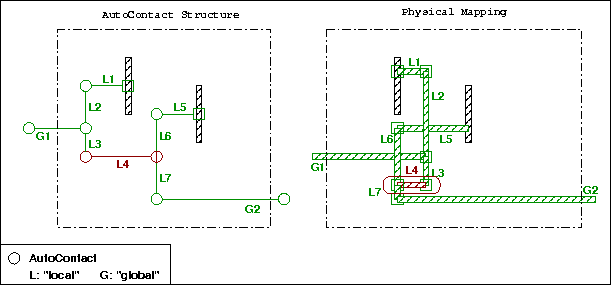 AutoContact Structure
Physical Mapping
L1
L2
L5
G1
L3
L6
L4
L7
G2
L1
L2
L6
L5
G1
L4
L3
L7
G2
AutoContact
L: "local" G: "global"